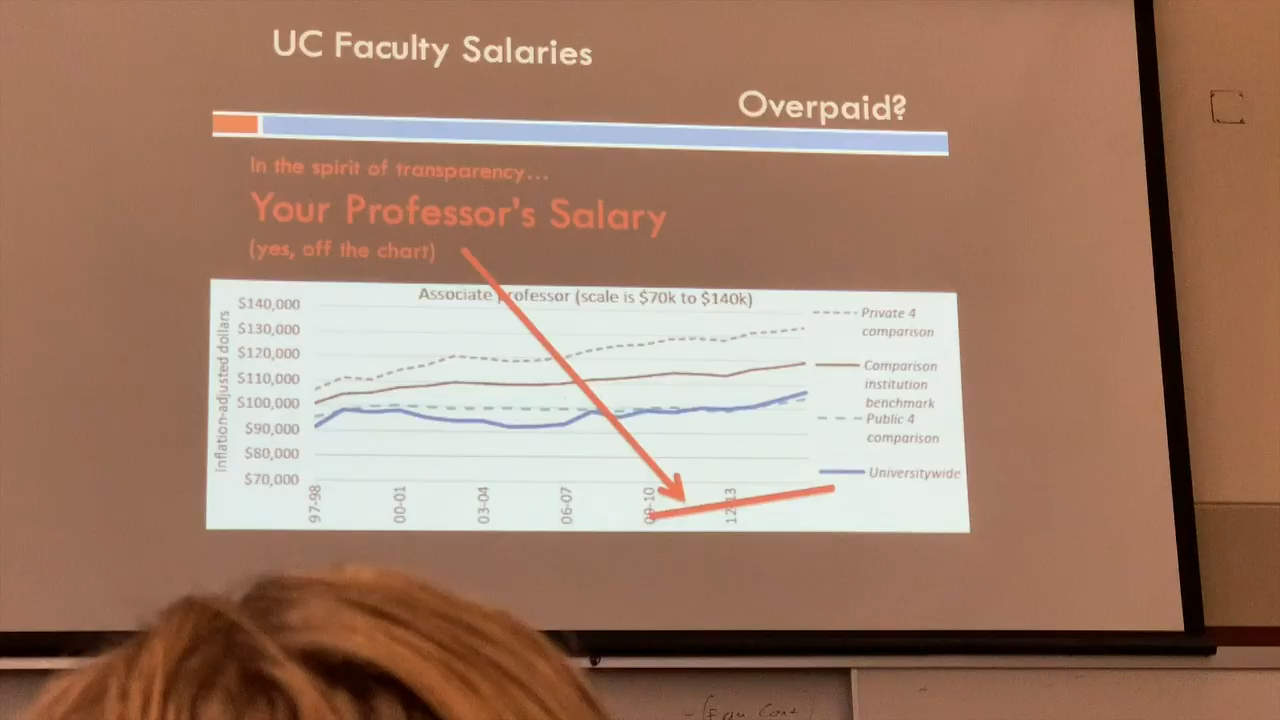 UC Faculty Salaries
Overpaid?
In the spirit of transparency...
Your Professor's Salary
(yes, off the chart)
Associate professor (scale is $70k to $140k)
Inflation-adjusted dollars
$140,000
$130,000
$120,000
$110,000
$100,000
$90,000
$80,000
$70,000
97-98
00-01
03-04
06-07
09-10
12-13
Private 4
comparison
Comparison
institution
benchmark
Public 4
comparison
Universitywide